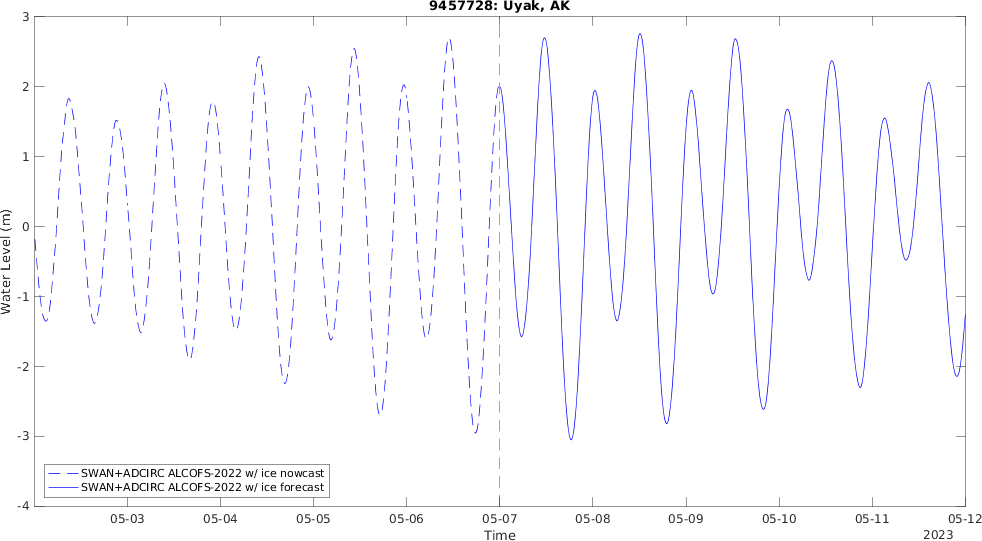 9457728: Uyak, AK
Water Level (m)
3
2
1
0
-1
-2
-3
-4
SWAN+ADCIRC ALCOFS-2022 w/ ice nowcast
SWAN+ADCIRC ALCOFS-2022 w/ ice forecast
05-03 05-04 05-05 05-06 05-07 05-08 05-09 05-10 05-11 05-12
Time
2023